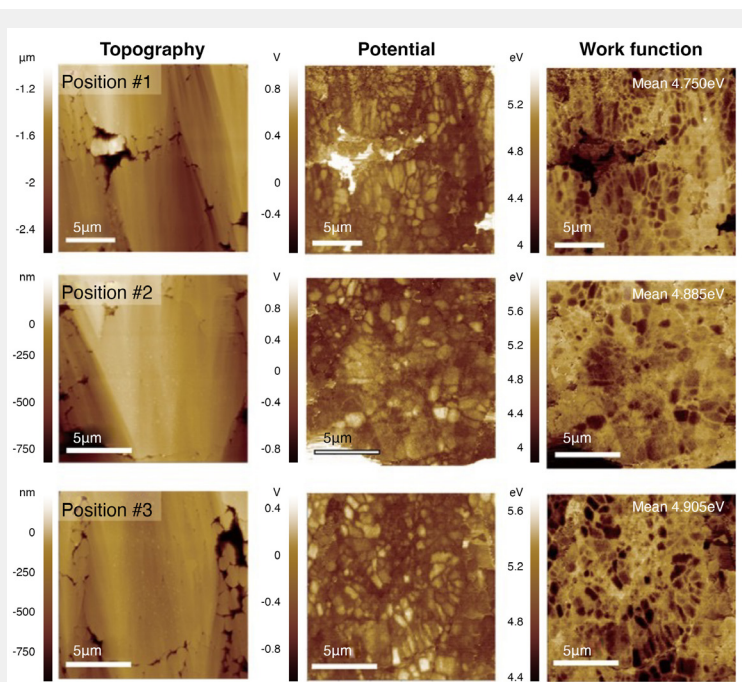 Topography Potential Work function
µm V eV
Position #1 Mean 4.750eV
-1.2 0.8 5.2
-1.6 0.4 4.8
-2 0 4.4
-2.4 -0.4 4
5µm 5µm 5µm
nm V eV
Position #2 Mean 4.885eV
0 0.8 5.6
-250 0.4 5.2
-500 0 4.8
-750 -0.4 4.4
-0.8 4
5µm 5µm 5µm
nm V eV
Position #3 Mean 4.905eV
0 0.4 5.6
-250 0 5.2
-500 -0.4 4.8
-750 -0.8 4.4
5µm 5µm 5µm